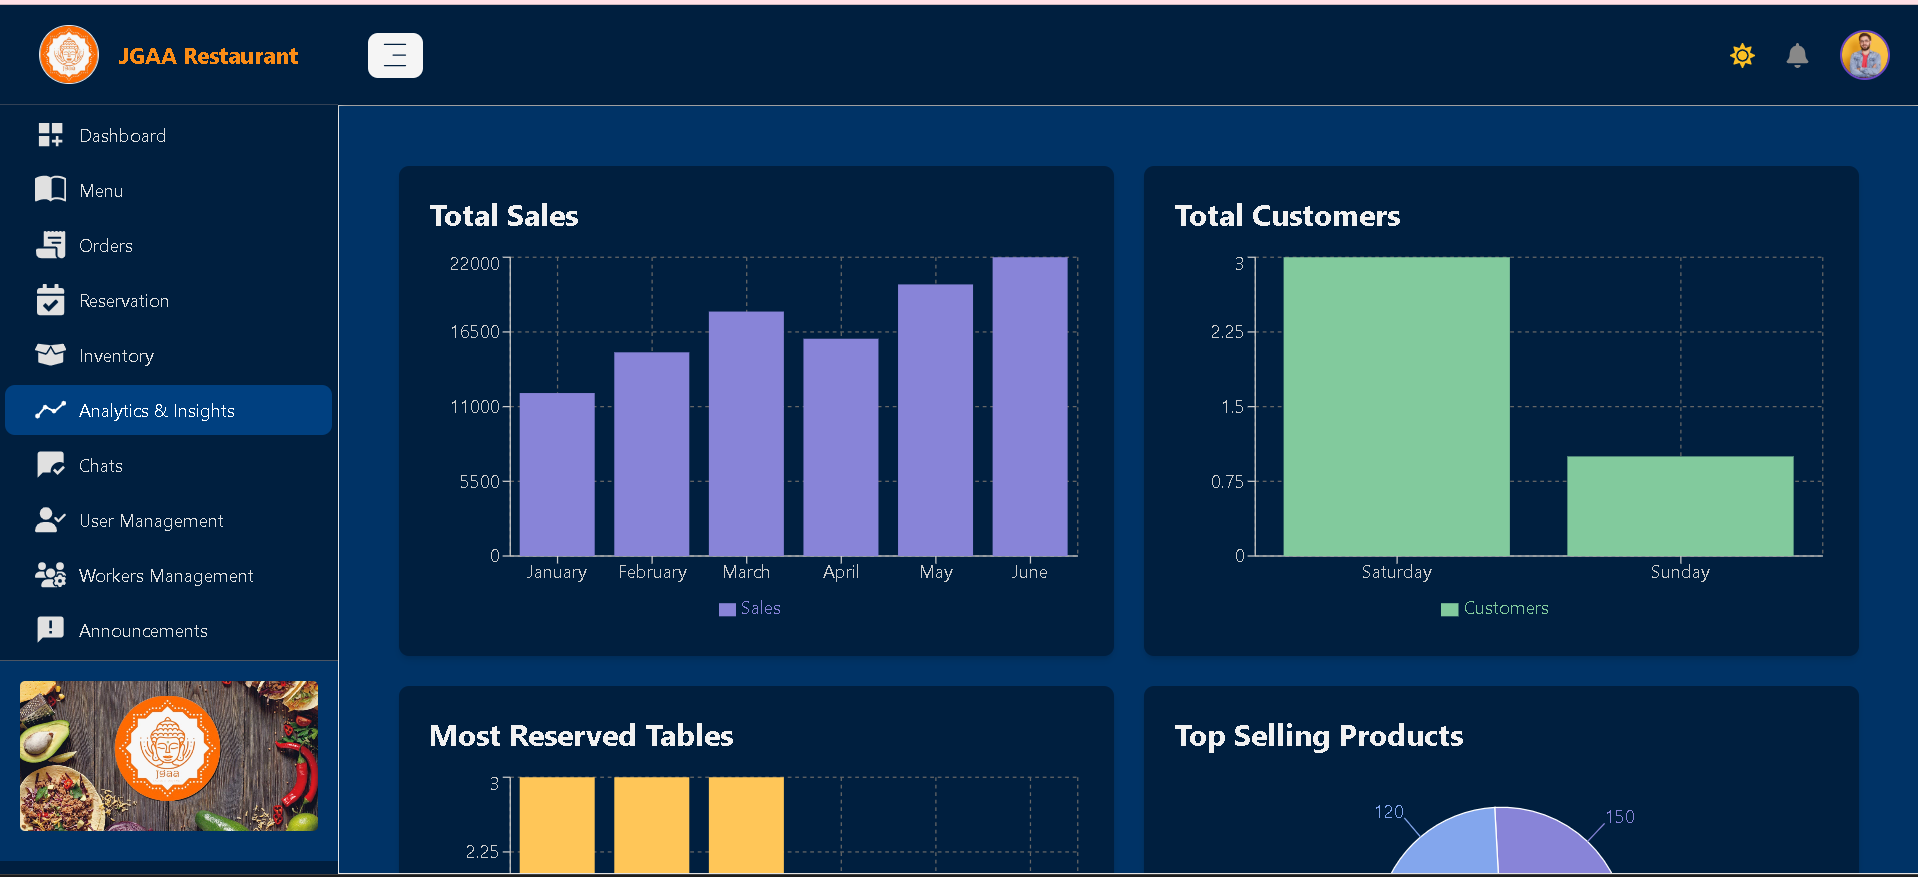 JGAA Restaurant
Dashboard
Menu
Orders
Reservation
Inventory
Analytics & Insights
Chats
User Management
Workers Management
Announcements
jgaa
Total Sales
22000
16500
11000
5500
0
January February March April May June
Sales
Total Customers
3
2.25
1.5
0.75
0
Saturday Sunday
Customers
Most Reserved Tables
3
2.25
Top Selling Products
120
150